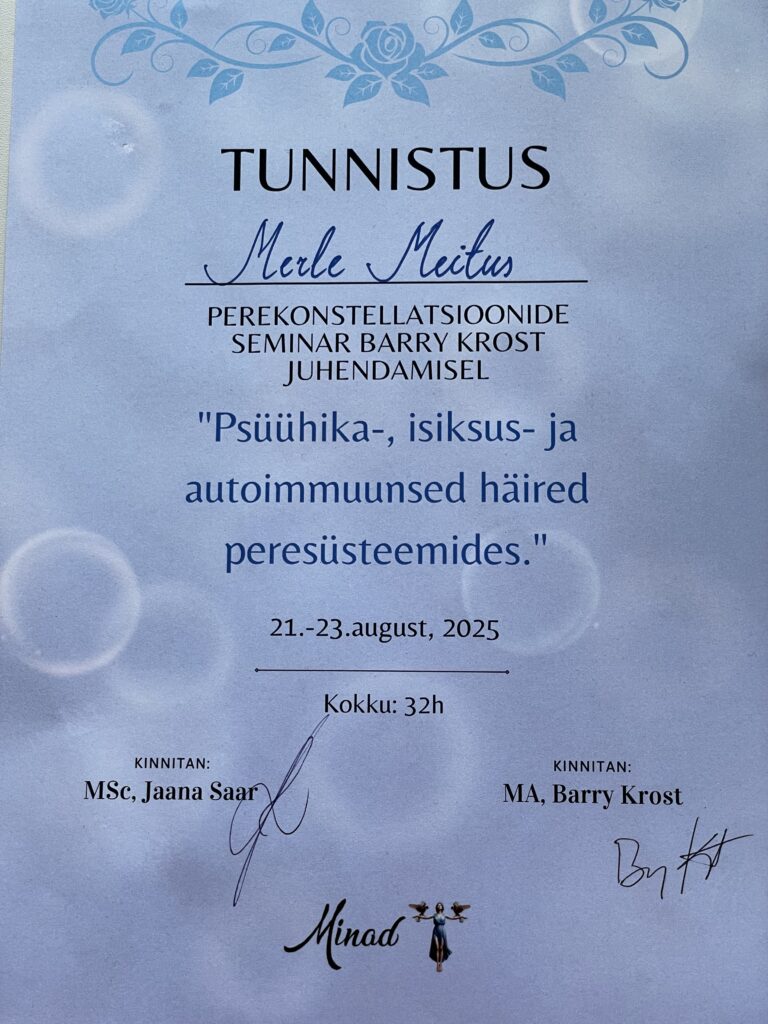 TUNNISTUS
Merle Meitus
PEREKONSTELLATSIOONIDE
SEMINAR BARRY KROST
JUHENDAMISEL
"Psüühika-, isiksus- ja
autoimmuunsed häired
peresüsteemides."
21.-23.august, 2025
Kokku: 32h
KINNITAN:
MSc, Jaana Saar
KINNITAN:
MA, Barry Krost
Minad